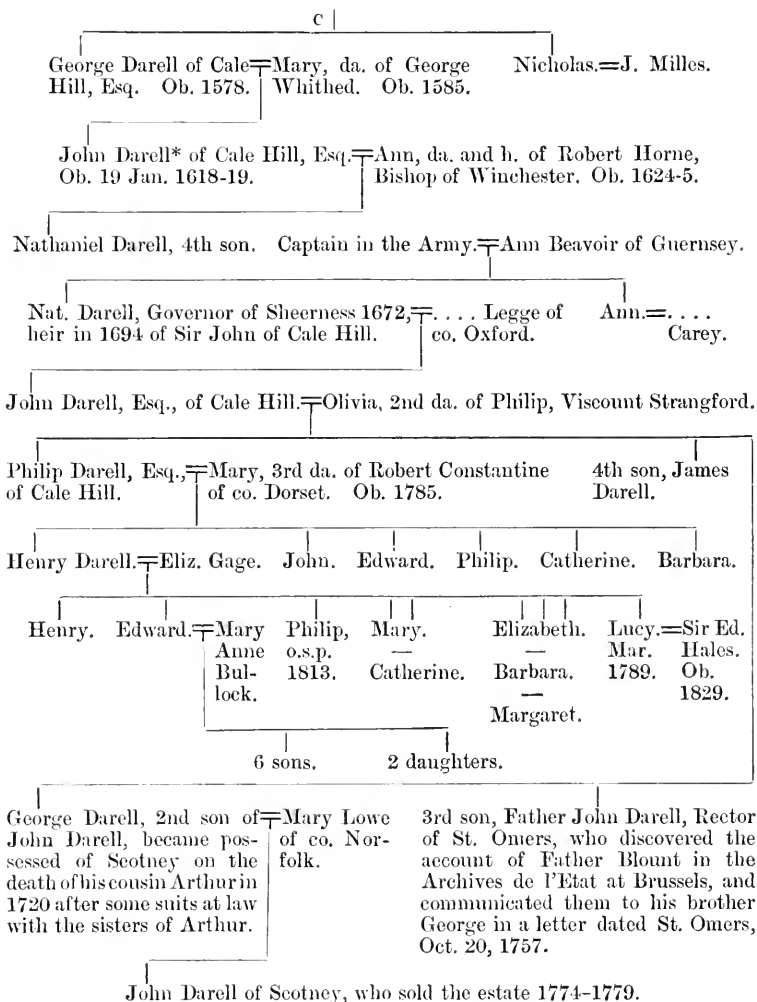 C
George Darell of Cale=Mary, da. of George Nicholas.=J. Milles.
Hill, Esq. Ob. 1578. Whithed. Ob. 1585.
John Darell* of Cale Hill, Esq.=Ann, da. and h. of Robert Horne,
Ob. 19 Jan. 1618-19. Bishop of Winchester. Ob. 1624-5.
Nathaniel Darell, 4th son. Captain in the Army.=Ann Beavoir of Guernsey.
Nat. Darell, Governor of Sheerness 1672,=. . . . Legge of Ann.=. . . .
heir in 1694 of Sir John of Cale Hill. co. Oxford. Carey.
John Darell, Esq., of Cale Hill.=Olivia, 2nd da. of Philip, Viscount Strangford.
Philip Darell, Esq.,=Mary, 3rd da. of Robert Constantine 4th son, James
of Cale Hill. of co. Dorset. Ob. 1785. Darell.
Henry Darell.=Eliz. Gage. John. Edward. Philip. Catherine. Barbara.
Henry. Edward.=Mary Philip, Mary. Elizabeth. Lucy.=Sir Ed.
Anne o.s.p. — — Mar. Hales.
Bul- 1813. Catherine. Barbara. 1789. Ob.
lock. — 1829.
Margaret.
6 sons. 2 daughters.
George Darell, 2nd son of=Mary Lowe 3rd son, Father John Darell, Rector
John Darell, became pos- of co. Nor- of St. Omers, who discovered the
sessed of Scotney on the folk. account of Father Blount in the
death of his cousin Arthur in Archives de l'Etat at Brussels, and
1720 after some suits at law communicated them to his brother
with the sisters of Arthur. George in a letter dated St. Omers,
Oct. 20, 1757.
John Darell of Scotney, who sold the estate 1774-1779.